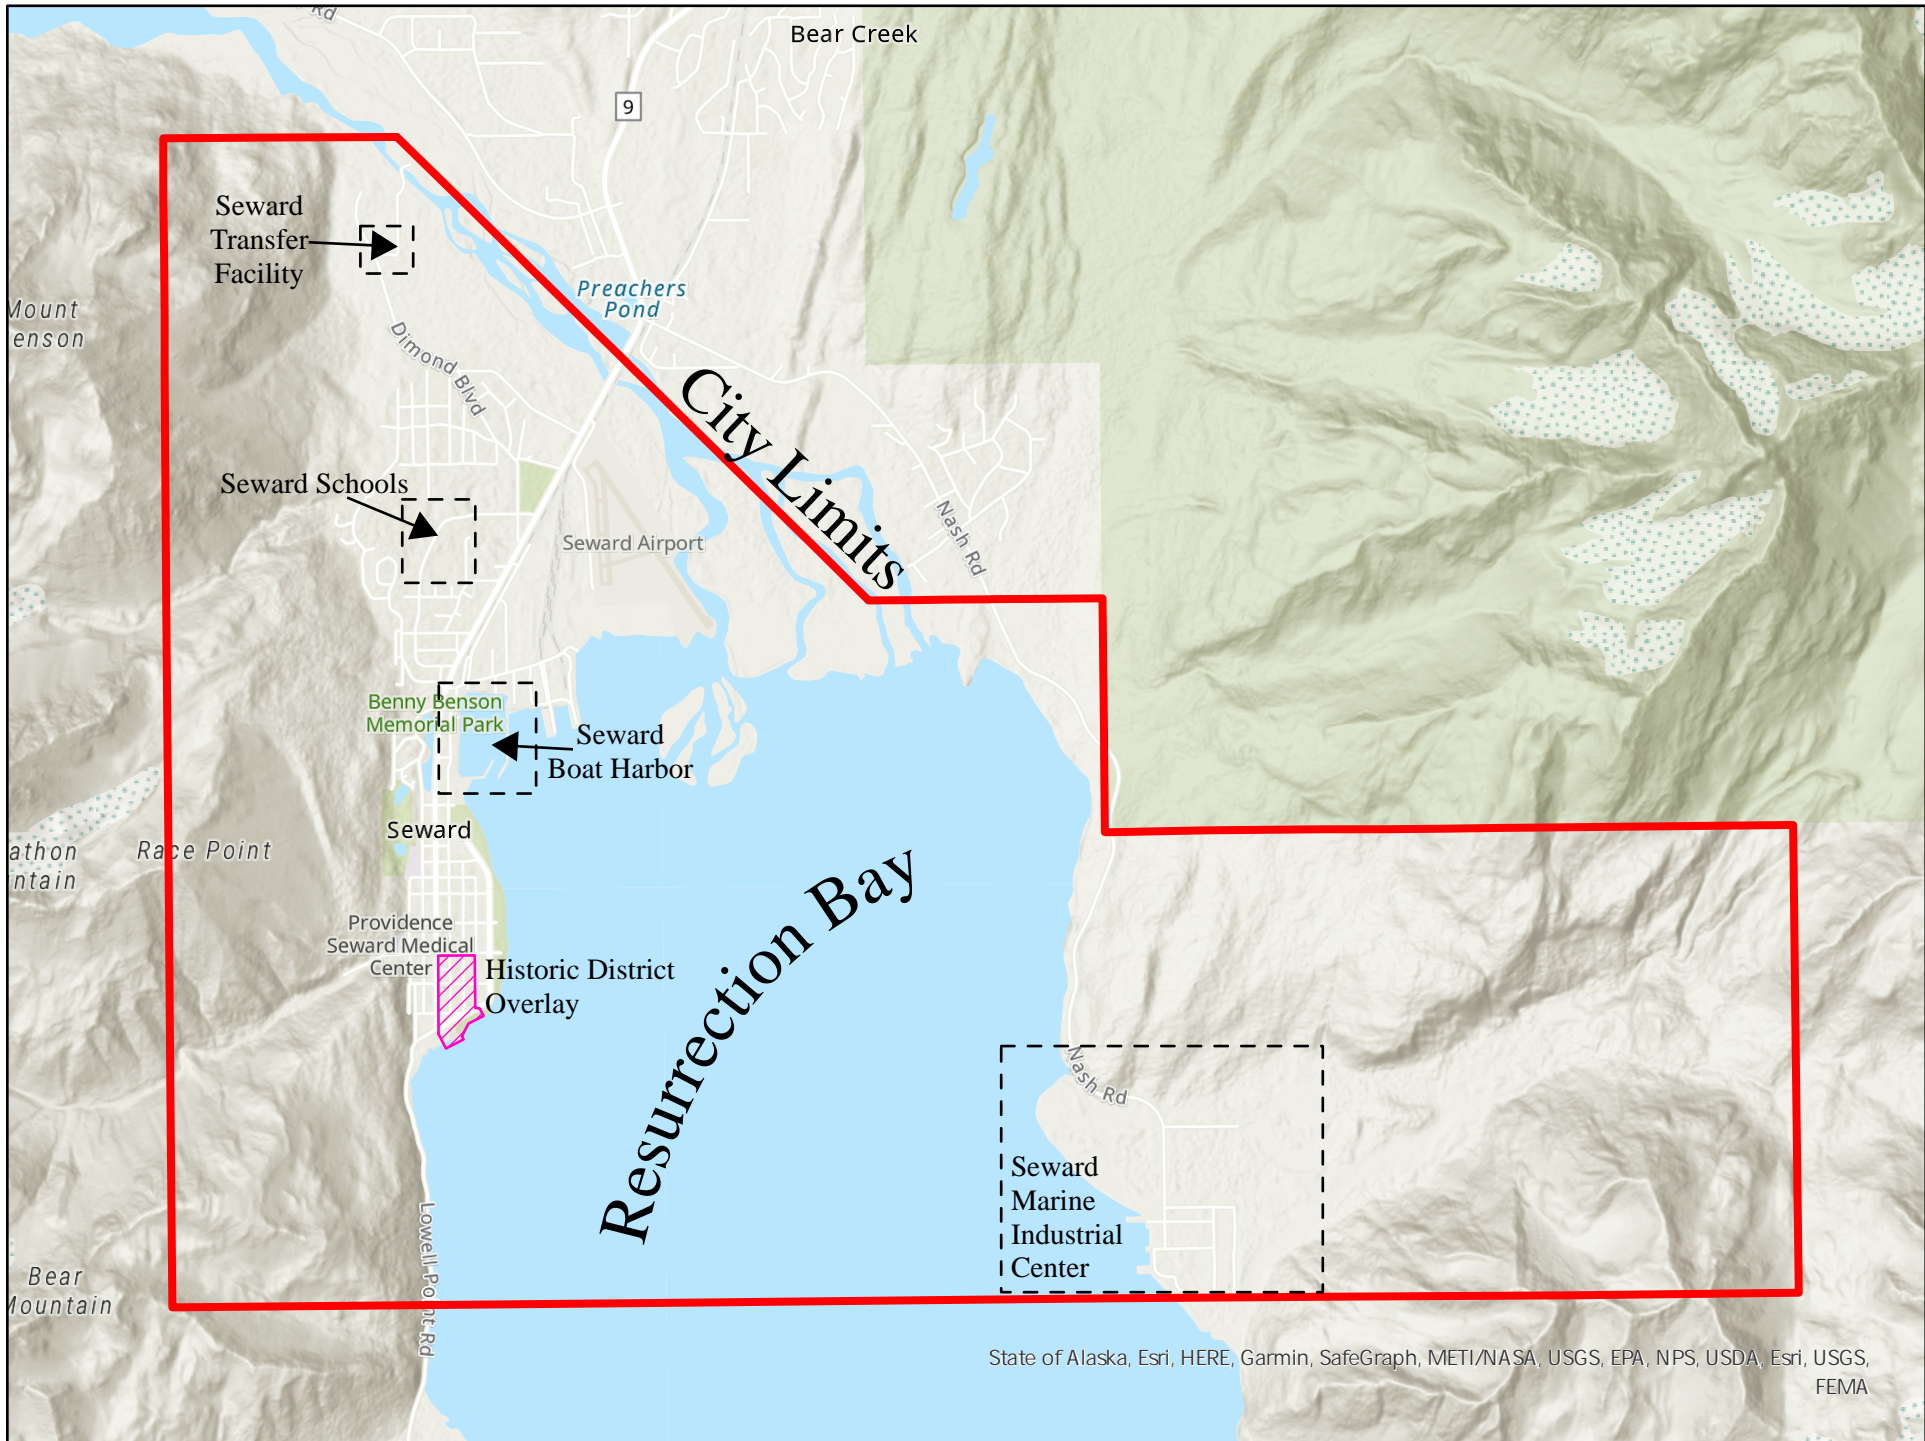 Rd
Bear Creek
9
Seward
Transfer
Facility
Preachers
Pond
Mount
enson
Dimond Blvd
City Limits
Seward Schools
Nash Rd
Seward Airport
Benny Benson
Memorial Park
Seward
Boat Harbor
Seward
Race Point
athon
ntain
Resurrection Bay
Providence
Seward Medical
Center
Historic District
Overlay
Nash Rd
Seward
Marine
Industrial
Center
Lowell Point Rd
Bear
Mountain
State of Alaska, Esri, HERE, Garmin, SafeGraph, METI/NASA, USGS, EPA, NPS, USDA, Esri, USGS,
FEMA